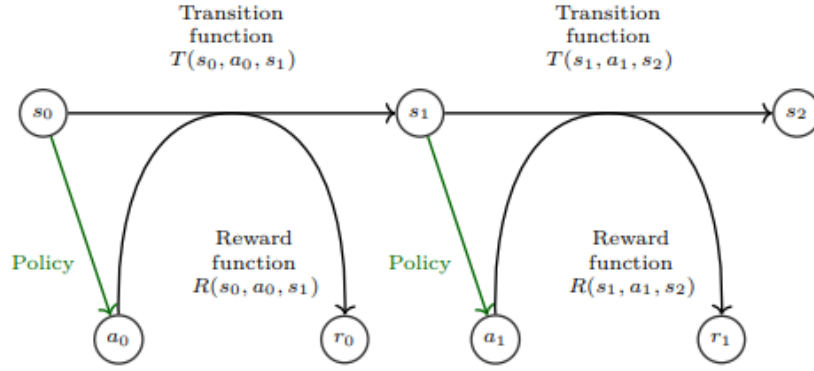 Transition
function
T(s₀, a₀, s₁)
Transition
function
T(s₁, a₁, s₂)
s₀
s₁
s₂
Policy
Reward
function
R(s₀, a₀, s₁)
Policy
Reward
function
R(s₁, a₁, s₂)
a₀
r₀
a₁
r₁